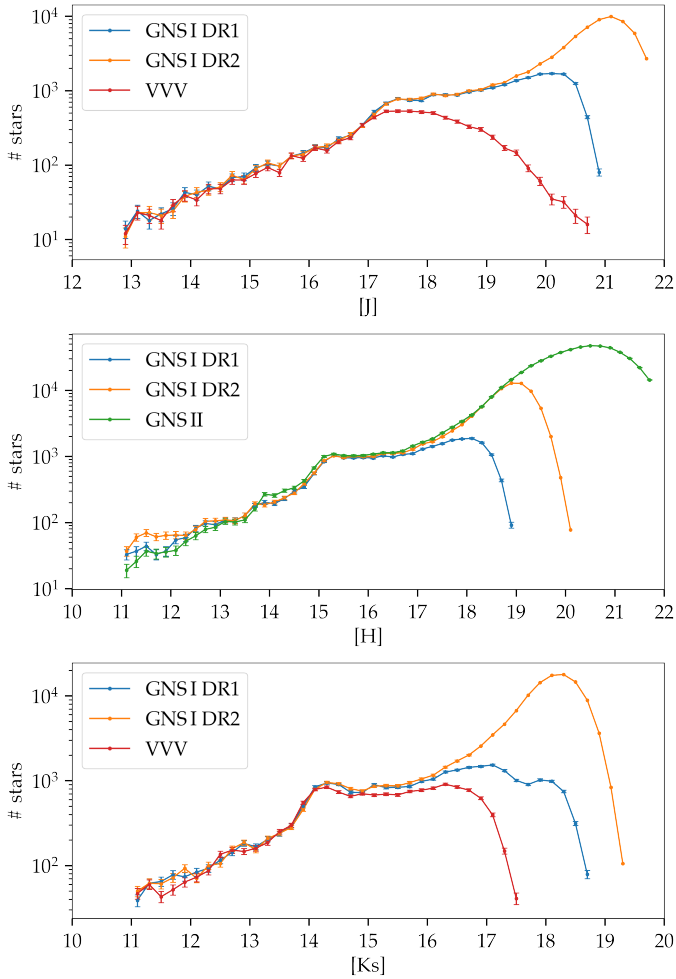 10^4
10^3
10^2
10^1
# stars
GNS I DR1
GNS I DR2
VVV
12 13 14 15 16 17 18 19 20 21 22
[J]
10^4
10^3
10^2
10^1
# stars
GNS I DR1
GNS I DR2
GNS II
10 11 12 13 14 15 16 17 18 19 20 21 22
[H]
10^4
10^3
10^2
# stars
GNS I DR1
GNS I DR2
VVV
10 11 12 13 14 15 16 17 18 19 20
[Ks]